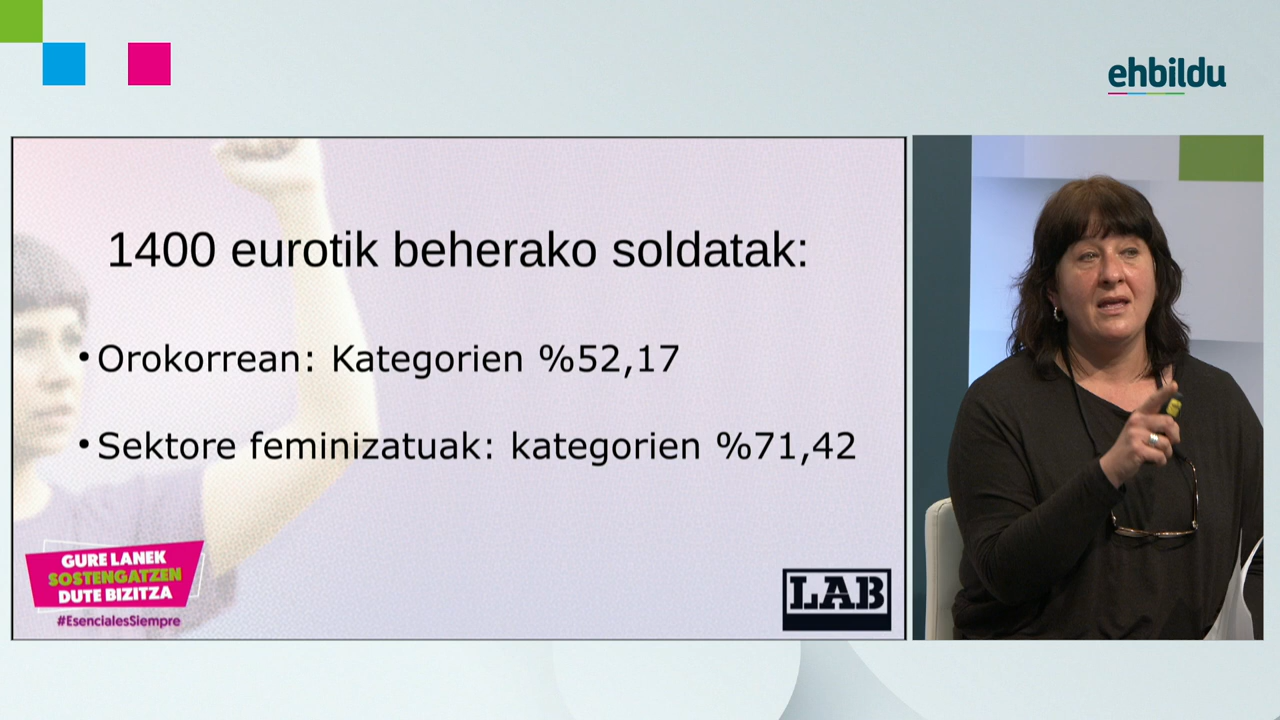 ehbildu
1400 eurotik beherako soldatak:
• Orokorrean: Kategorien %52,17
• Sektore feminizatuak: kategorien %71,42
GURE LANEK
SOSTENGATZEN
DUTE BIZITZA
#EsencialesSiempre
LAB